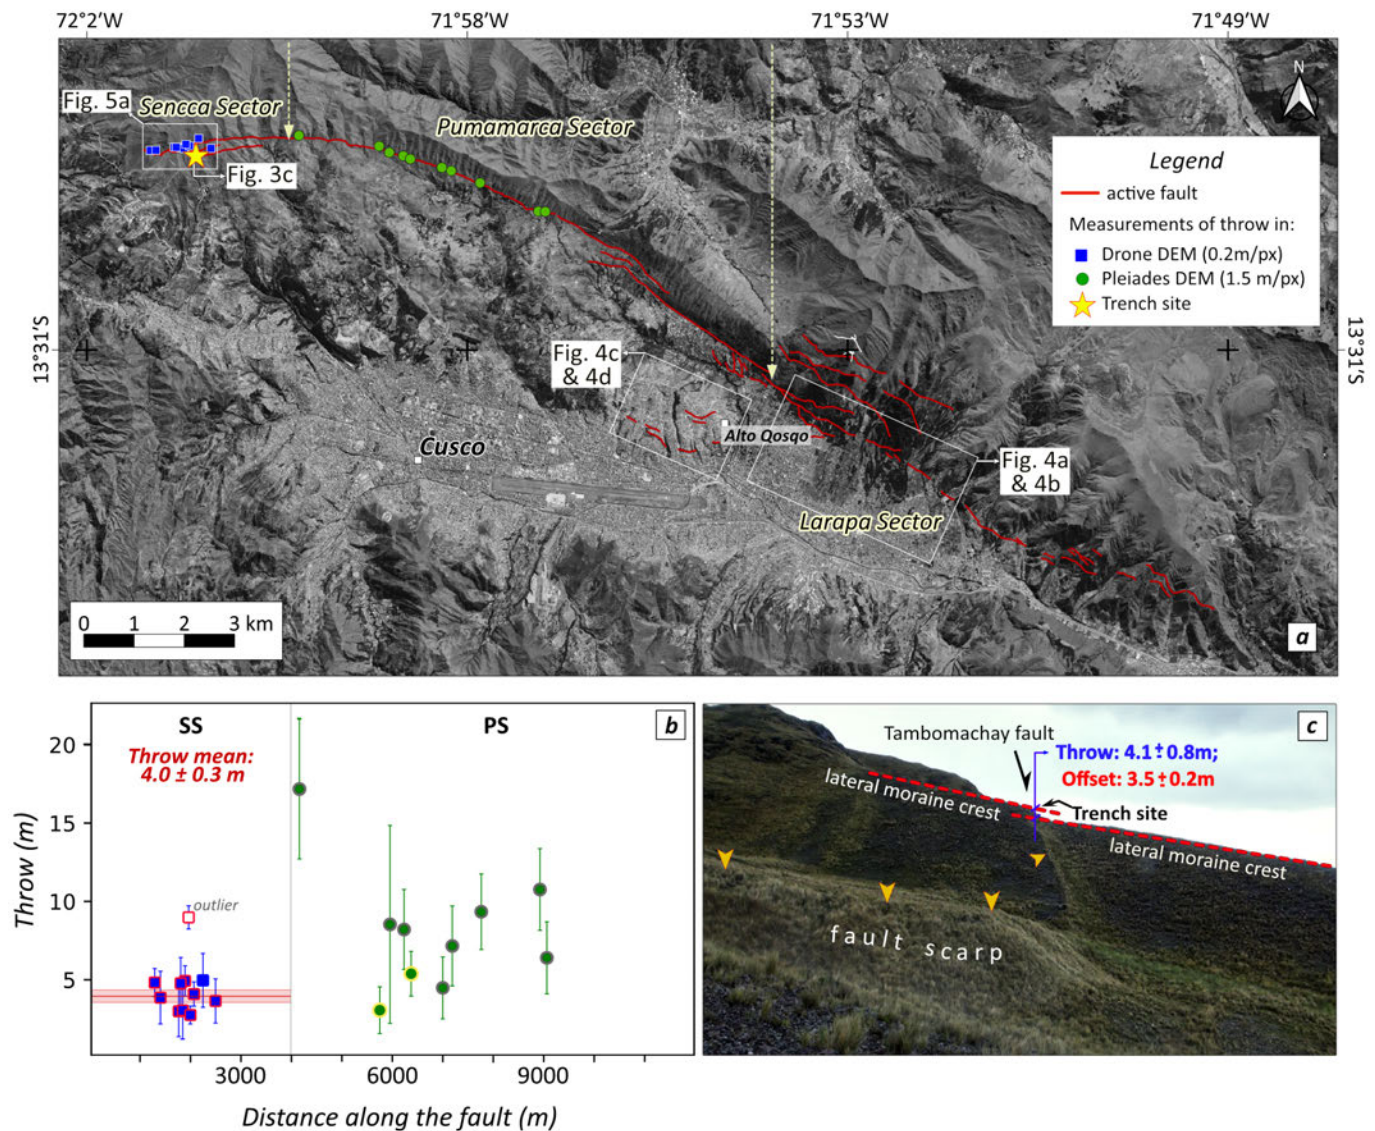 72°2'W 71°58'W 71°53'W 71°49'W
Fig. 5a
Sencca Sector
Pumamarca Sector
N
Fig. 3c
Legend
active fault
Measurements of throw in:
Drone DEM (0.2m/px)
Pleiades DEM (1.5 m/px)
Trench site
13°31'S
13°31'S
Fig. 4c
& 4d
Alto Qosqo
Cusco
Fig. 4a
& 4b
Larapa Sector
0 1 2 3 km
a
SS
PS
b
Throw mean:
4.0 ± 0.3 m
outlier
20
15
10
5
Throw (m)
3000 6000 9000
Distance along the fault (m)
c
Tambomachay fault
Throw: 4.1±0.8m;
Offset: 3.5±0.2m
lateral moraine crest
Trench site
lateral moraine crest
fault scarp